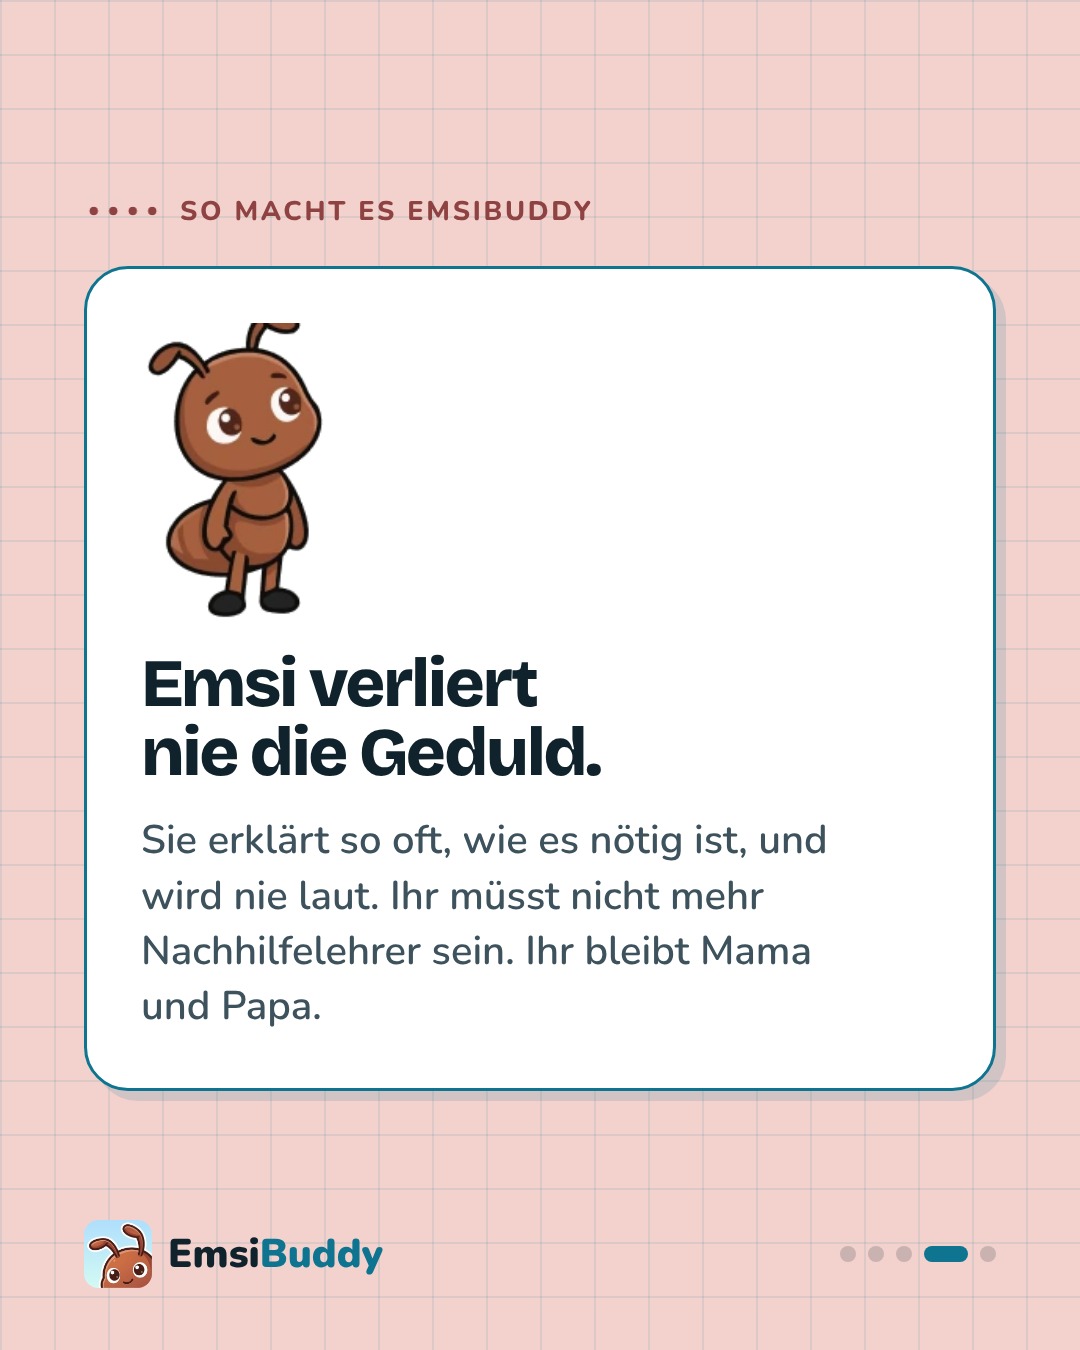 SO MACHT ES EMSIBUDDY
Emsi verliert
nie die Geduld.
Sie erklärt so oft, wie es nötig ist, und
wird nie laut. Ihr müsst nicht mehr
Nachhilfelehrer sein. Ihr bleibt Mama
und Papa.
EmsiBuddy